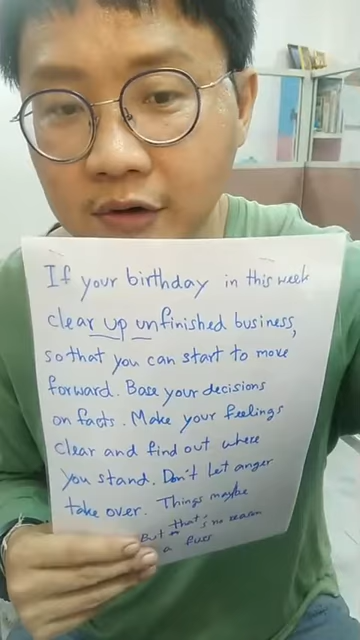 If your birthday in this week
clear up unfinished business,
so that you can start to move
forward. Base your decisions
on facts. Make your feelings
clear and find out where
you stand. Don't let anger
take over. Things maybe
But that's no reason
a fuss